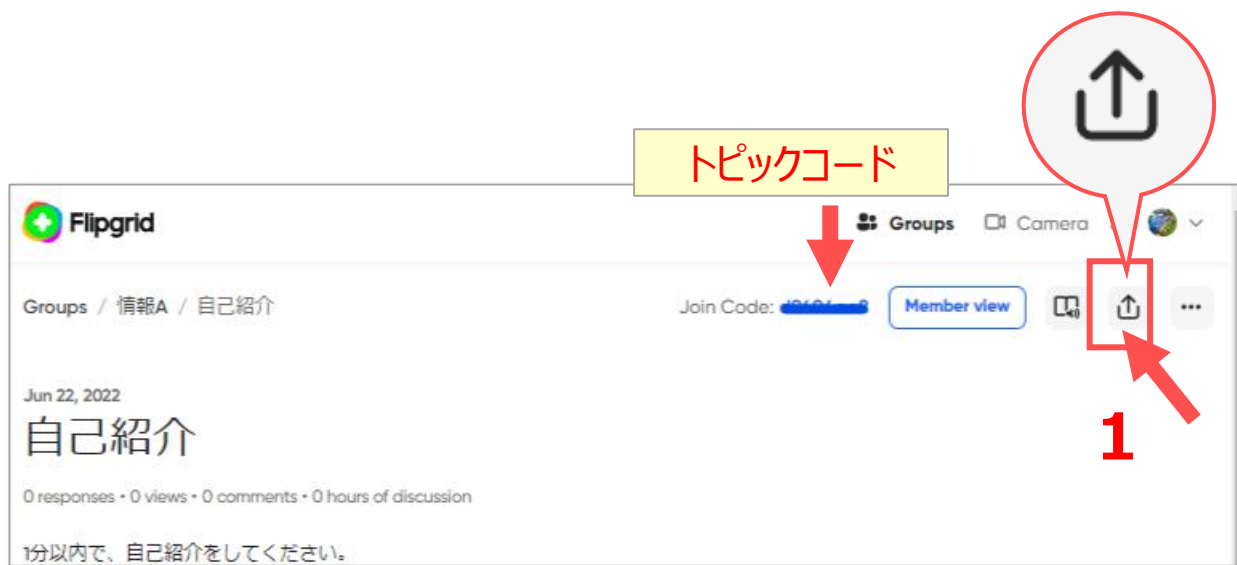 トピックコード
Flipgrid
Groups
Camera
Groups / 情報A / 自己紹介
Join Code:
Member view
1
Jun 22, 2022
自己紹介
0 responses • 0 views • 0 comments • 0 hours of discussion
1分以内で、自己紹介をしてください。